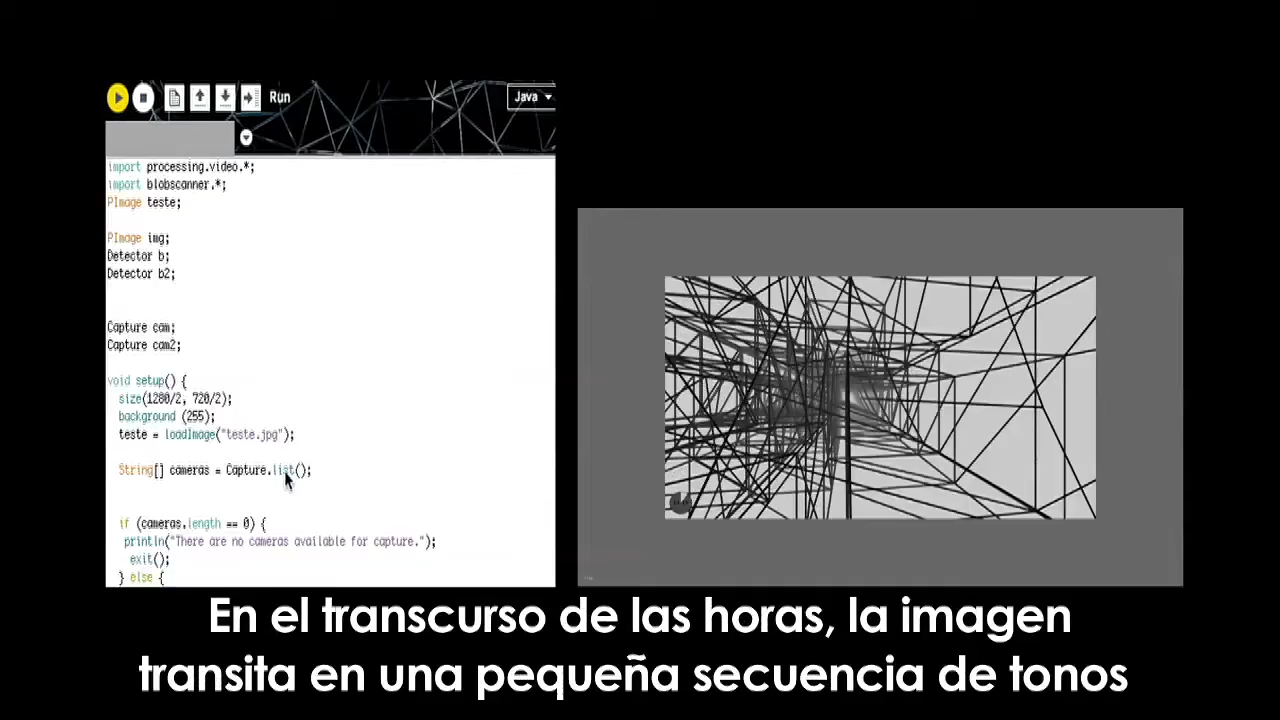 Run
Java
import processing.video.*;
import blobscanner.*;
PImage teste;
PImage img;
Detector b;
Detector b2;
Capture cam;
Capture cam2;
void setup() {
size(1280/2, 720/2);
background (255);
teste = loadImage("teste.jpg");
String[] cameras = Capture.list();
if (cameras.length == 0) {
println("There are no cameras available for capture.");
exit();
} else {
En el transcurso de las horas, la imagen
transita en una pequeña secuencia de tonos